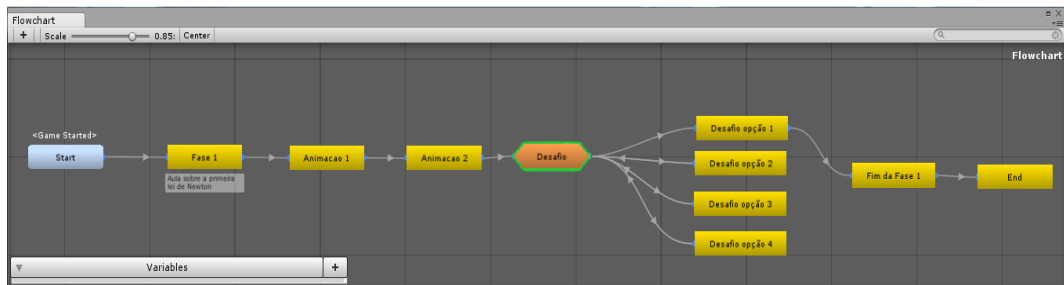 Flowchart
+ Scale 0.85: Center
Flowchart
<Game Started>
Start
Fase 1
Aula sobre a primeira
lei de Newton
Animacao 1
Animacao 2
Desafio
Desafio opção 1
Desafio opção 2
Desafio opção 3
Desafio opção 4
Fim da Fase 1
End
Variables +